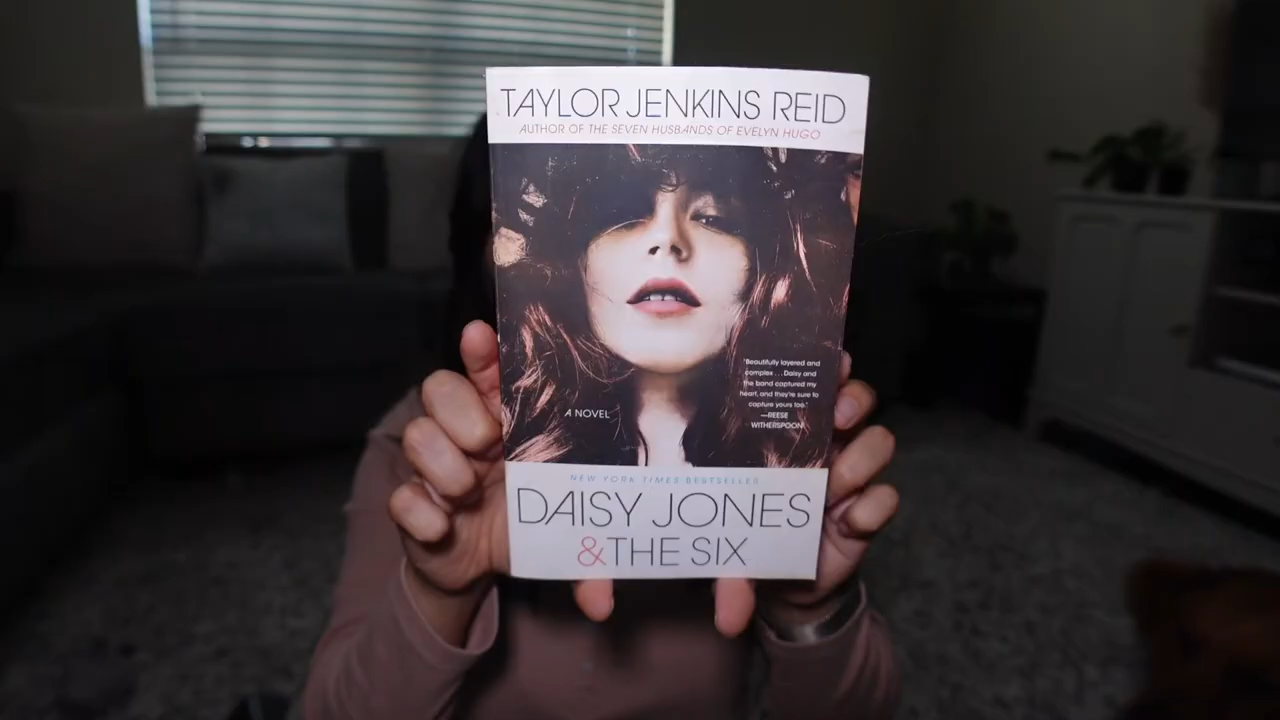 TAYLOR JENKINS REID
AUTHOR OF THE SEVEN HUSBANDS OF EVELYN HUGO
"Beautifully layered and
complex . . . Daisy and
the band captured my
heart, and they're sure to
capture yours too."
—REESE
WITHERSPOON
A NOVEL
NEW YORK TIMES BESTSELLER
DAISY JONES
&THE SIX